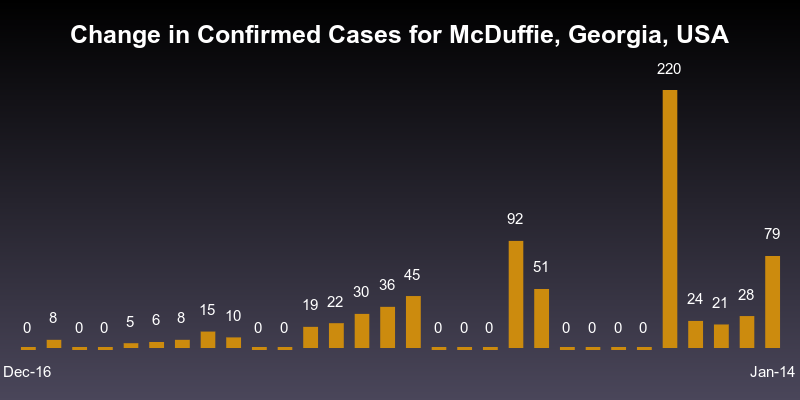 Change in Confirmed Cases for McDuffie, Georgia, USA
0 8 0 0 5 6 8 15 10 0 0 19 22 30 36 45 0 0 0 92 51 0 0 0 0 220 24 21 28 79
Dec-16 Jan-14